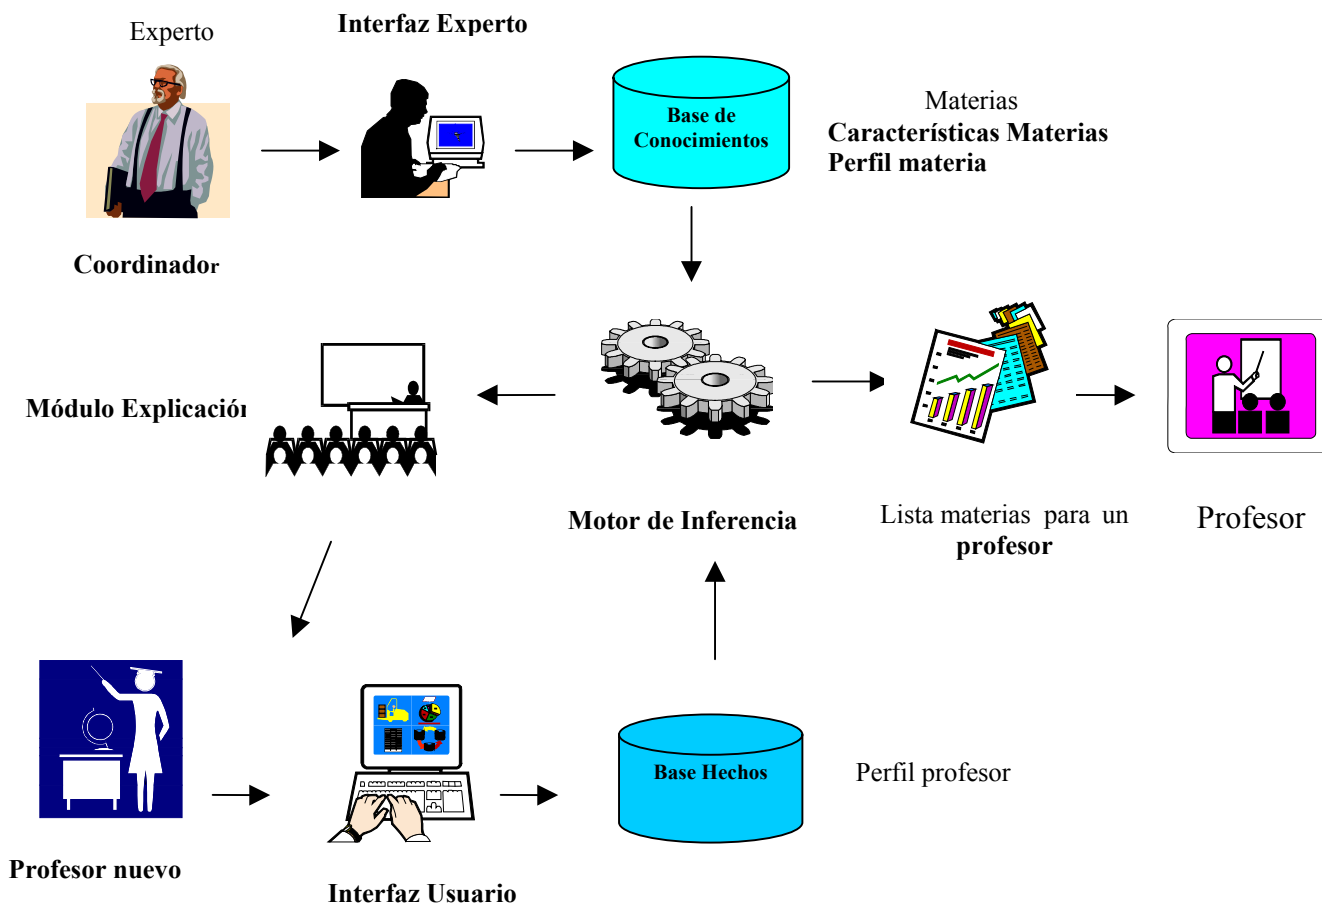 Experto
Interfaz Experto
Base de
Conocimientos
Materias
Característícas Materias
Perfil materia
Coordinador
Módulo Explicación
Motor de Inferencia
Lista materias para un
profesor
Profesor
Base Hechos
Perfil profesor
Profesor nuevo
Interfaz Usuario